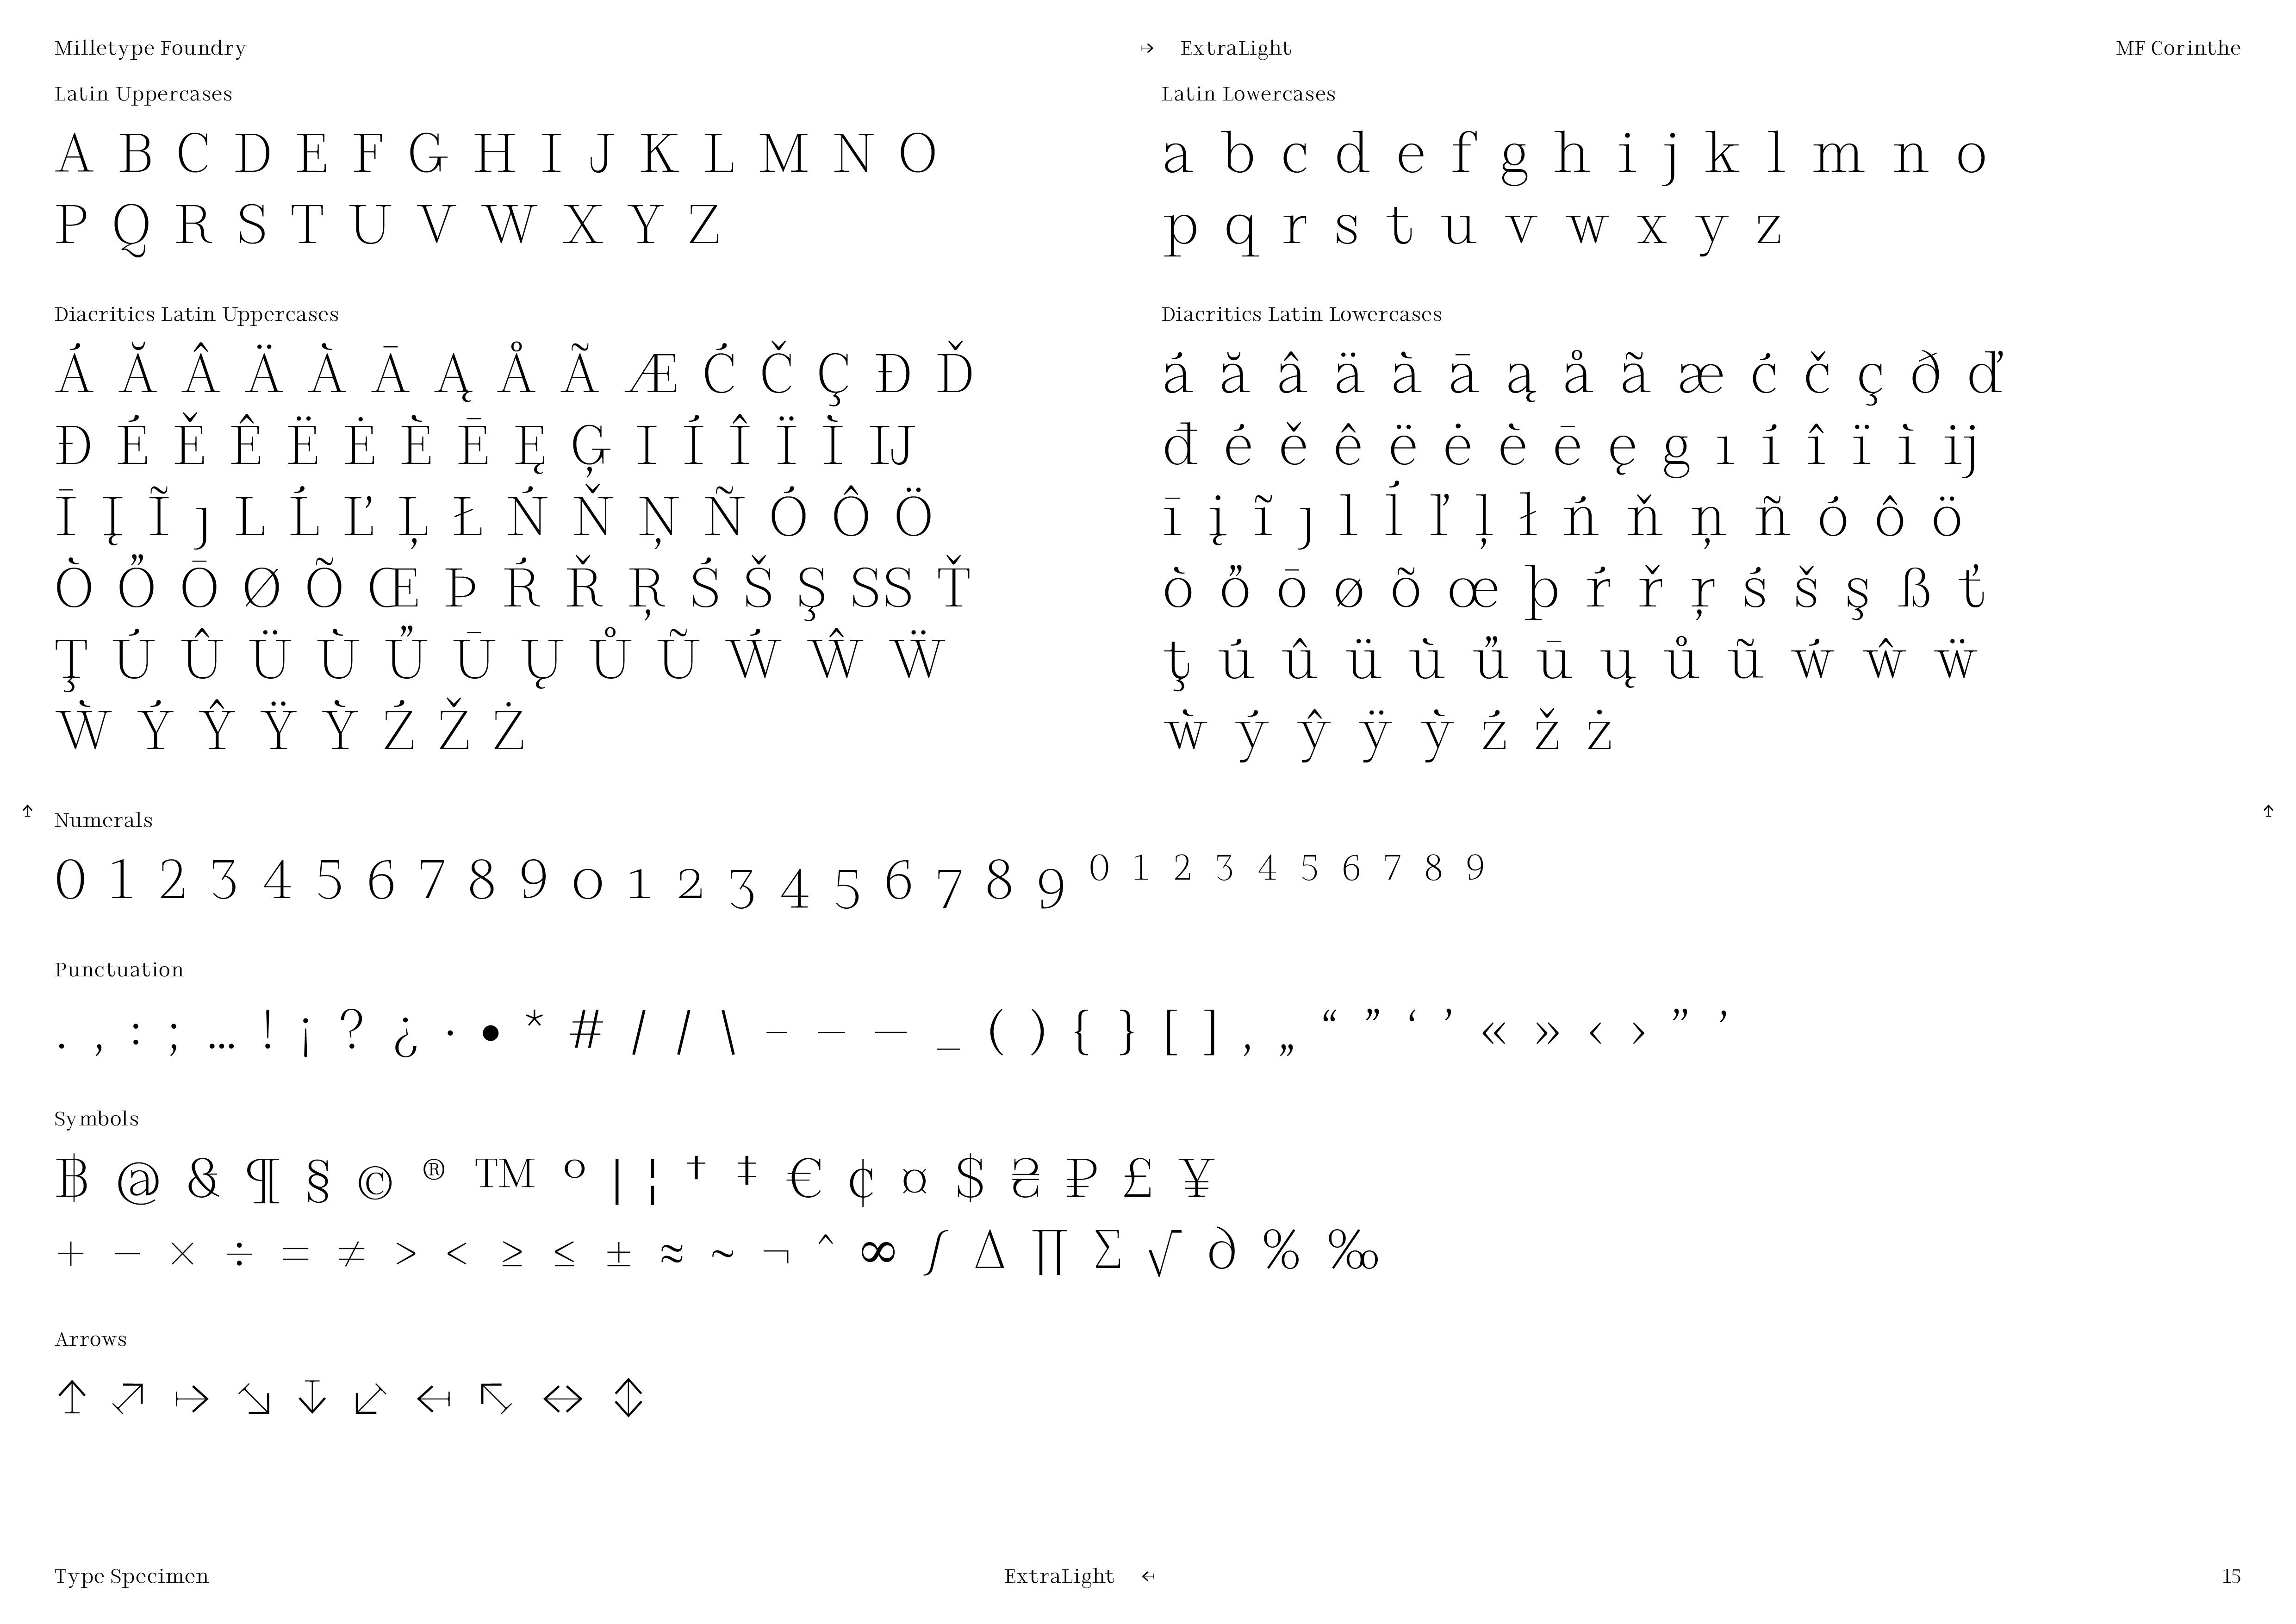 Milletype Foundry
↦ ExtraLight
MF Corinthe
Latin Uppercases
A B C D E F G H I J K L M N O
P Q R S T U V W X Y Z
Latin Lowercases
a b c d e f g h i j k l m n o
p q r s t u v w x y z
Diacritics Latin Uppercases
Á Ă Â Ä À Ā Ą Å Ã Æ Ć Č Ç Ð Ď
Đ É Ě Ê Ë Ė È Ē Ę Ģ I Í Î Ï Ì IJ
Ī Į Ĩ ȷ L Ĺ Ľ Ļ Ł Ń Ň Ņ Ñ Ó Ô Ö
Ò Ő Ō Ø Õ Œ Þ Ŕ Ř Ŗ Ś Š Ş SS Ť
Ţ Ú Û Ü Ù Ű Ū Ų Ů Ũ Ẃ Ŵ Ẅ
Ẁ Ý Ŷ Ÿ Ỳ Ź Ž Ż
Diacritics Latin Lowercases
á ă â ä à ā ą å ã æ ć č ç ð ď
đ é ě ê ë ė è ē ę g ı í î ï ì ij
ī į ĩ ȷ l ĺ ľ ļ ł ń ň ņ ñ ó ô ö
ò ő ō ø õ œ þ ŕ ř ŗ ś š ş ß ť
ţ ú û ü ù ű ū ų ů ũ ẃ ŵ ẅ
ẁ ý ŷ ÿ ỳ ź ž ż
↑ Numerals ↑
0 1 2 3 4 5 6 7 8 9 0 1 2 3 4 5 6 7 8 9 ⁰ ¹ ² ³ ⁴ ⁵ ⁶ ⁷ ⁸ ⁹
Punctuation
. , : ; … ! ¡ ? ¿ · • * # / / \ - – — _ ( ) { } [ ] ‚ „ “ ” ‘ ’ « » ‹ › ” ’
Symbols
฿ @ & ¶ § © ® ™ º | ¦ † ‡ € ¢ ¤ $ ₴ ₽ £ ¥
+ − × ÷ = ≠ > < ≥ ≤ ± ≈ ~ ¬ ^ ∞ ∫ ∆ ∏ ∑ √ ∂ % ‰
Arrows
↑ ↗ ↦ ↘ ↓ ↙ ↤ ↖ ↔ ↕
Type Specimen
ExtraLight ↤
15